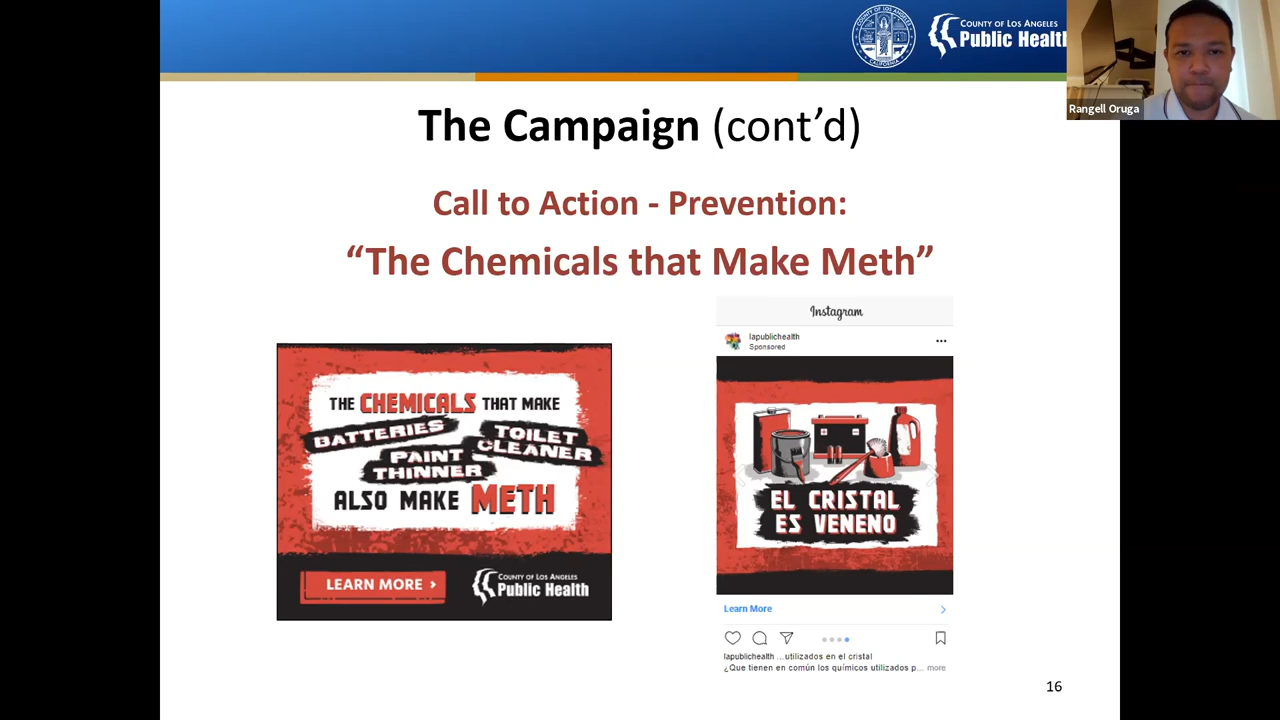 COUNTY OF LOS ANGELES
Public Health
Rangell Oruga
The Campaign (cont’d)
Call to Action - Prevention:
“The Chemicals that Make Meth”
THE CHEMICALS THAT MAKE
BATTERIES
TOILET
CLEANER
PAINT
THINNER
ALSO MAKE METH
LEARN MORE ›
COUNTY OF LOS ANGELES
Public Health
Instagram
lapublichealth
Sponsored
EL CRISTAL
ES VENENO
Learn More
lapublichealth ...utilizados en el cristal
¿Que tienen en común los químicos utilizados p... more
16